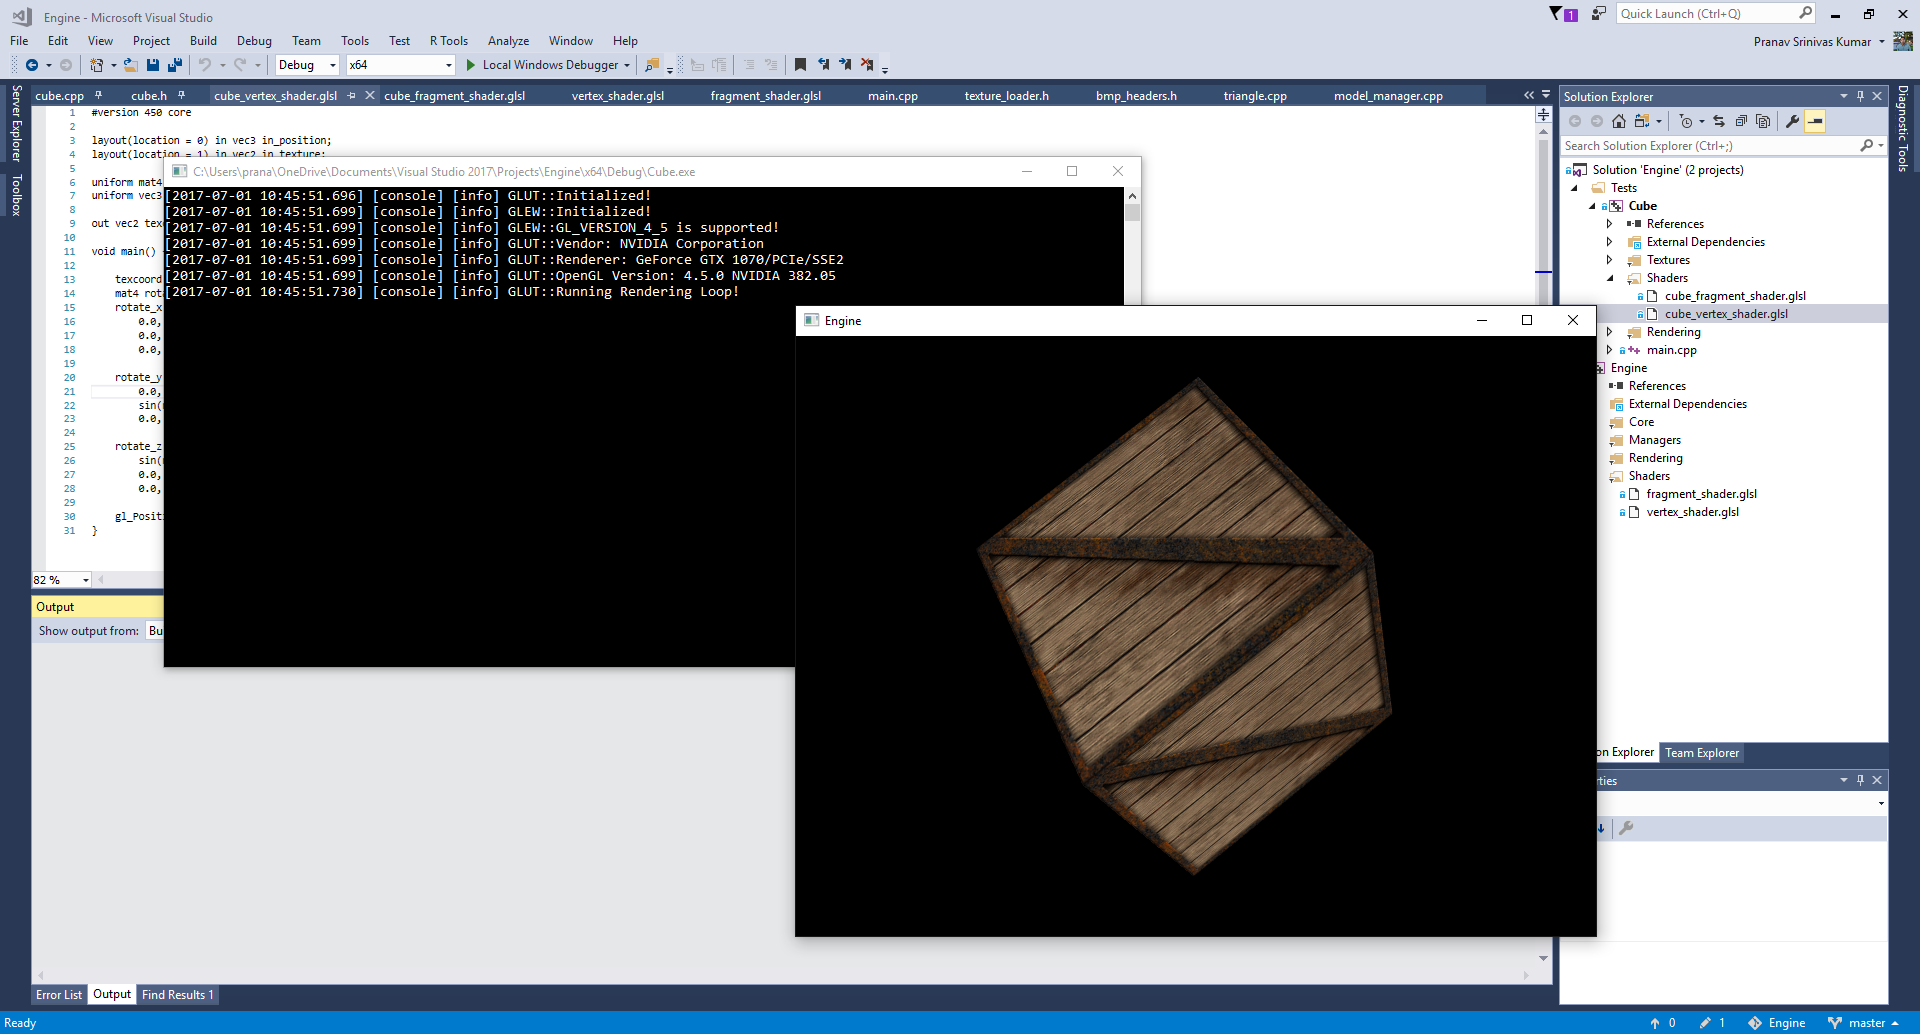 Engine - Microsoft Visual Studio
1
Quick Launch (Ctrl+Q)
File Edit View Project Build Debug Team Tools Test R Tools Analyze Window Help
Pranav Srinivas Kumar
Debug x64 Local Windows Debugger
Server Explorer
Toolbox
cube.cpp cube.h cube_vertex_shader.glsl cube_fragment_shader.glsl vertex_shader.glsl fragment_shader.glsl main.cpp texture_loader.h bmp_headers.h triangle.cpp model_manager.cpp
1 #version 450 core
2
3 layout(location = 0) in vec3 in_position;
4 layout(location = 1) in vec2 in_texture;
5
6 uniform mat4
7 uniform vec3
8
9 out vec2 texc
10
11 void main()
12
13 texcoord
14 mat4 rot
15 rotate_x
16 0.0,
17 0.0,
18 0.0,
19
20 rotate_y
21 0.0,
22 sin(
23 0.0,
24
25 rotate_z
26 sin(
27 0.0,
28 0.0,
29
30 gl_Positi
31 }
82 %
C:\Users\prana\OneDrive\Documents\Visual Studio 2017\Projects\Engine\x64\Debug\Cube.exe
[2017-07-01 10:45:51.696] [console] [info] GLUT::Initialized!
[2017-07-01 10:45:51.699] [console] [info] GLEW::Initialized!
[2017-07-01 10:45:51.699] [console] [info] GLEW::GL_VERSION_4_5 is supported!
[2017-07-01 10:45:51.699] [console] [info] GLUT::Vendor: NVIDIA Corporation
[2017-07-01 10:45:51.699] [console] [info] GLUT::Renderer: GeForce GTX 1070/PCIe/SSE2
[2017-07-01 10:45:51.699] [console] [info] GLUT::OpenGL Version: 4.5.0 NVIDIA 382.05
[2017-07-01 10:45:51.730] [console] [info] GLUT::Running Rendering Loop!
Engine
Output
Show output from: Bu
Error List Output Find Results 1
Solution Explorer
Search Solution Explorer (Ctrl+;)
Solution 'Engine' (2 projects)
Tests
Cube
References
External Dependencies
Textures
Shaders
cube_fragment_shader.glsl
cube_vertex_shader.glsl
Rendering
main.cpp
Engine
References
External Dependencies
Core
Managers
Rendering
Shaders
fragment_shader.glsl
vertex_shader.glsl
on Explorer Team Explorer
rties
Diagnostic Tools
Ready
0 1 Engine master